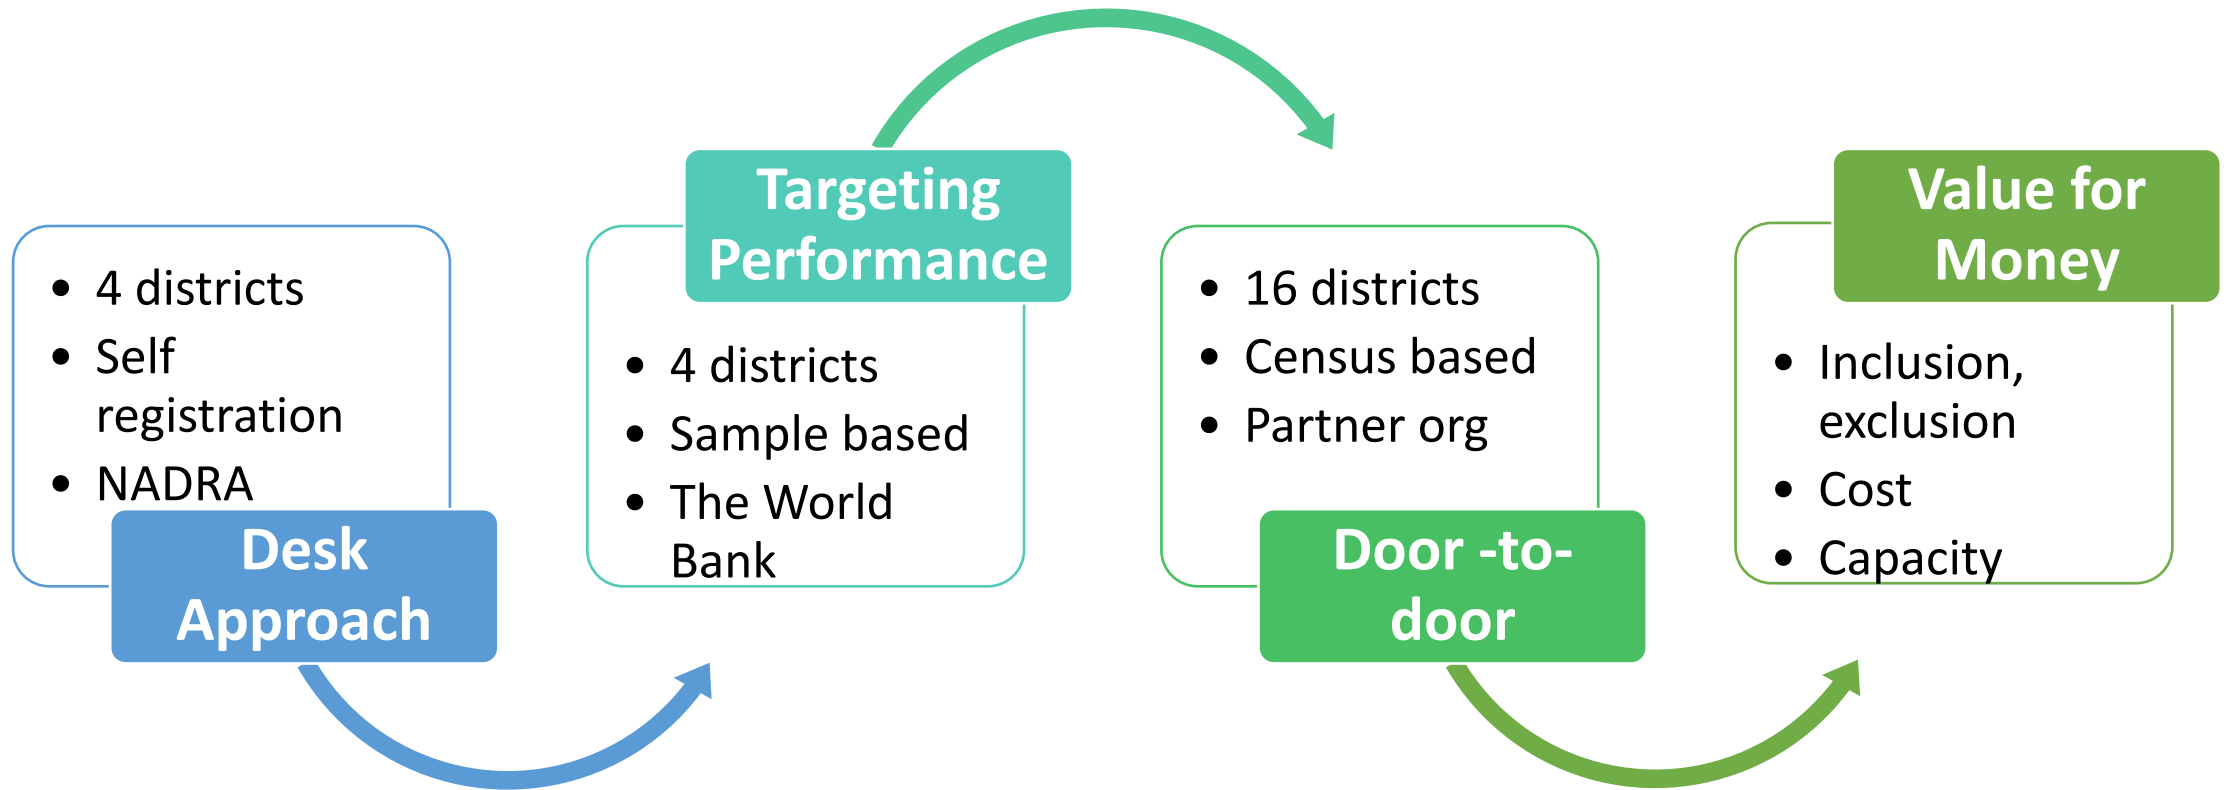 • 4 districts
• Self
registration
• NADRA
Desk
Approach
Targeting
Performance
• 4 districts
• Sample based
• The World
Bank
• 16 districts
• Census based
• Partner org
Door -to-
door
Value for
Money
• Inclusion,
exclusion
• Cost
• Capacity